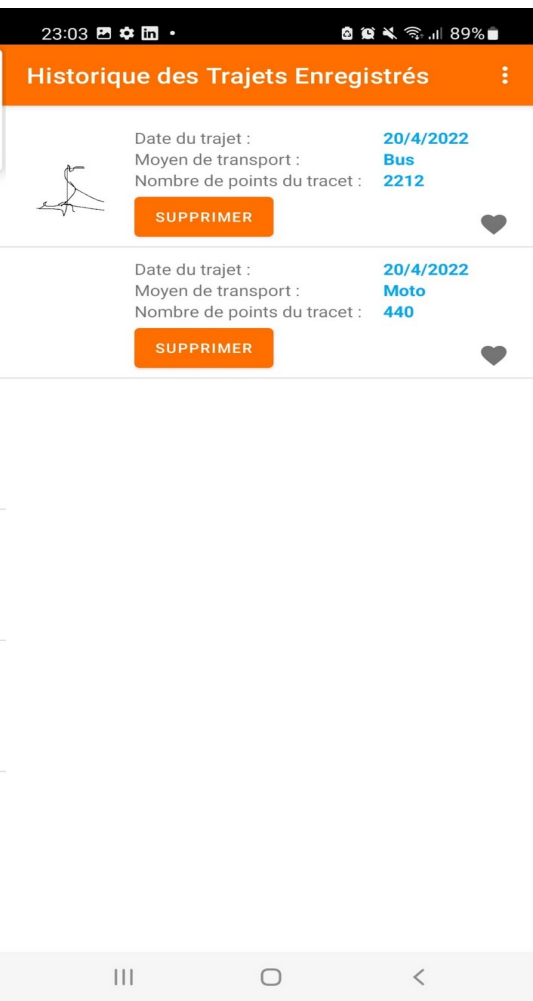 23:03 in • 89%
Historique des Trajets Enregistrés
Date du trajet : 20/4/2022
Moyen de transport : Bus
Nombre de points du tracet : 2212
SUPPRIMER
Date du trajet : 20/4/2022
Moyen de transport : Moto
Nombre de points du tracet : 440
SUPPRIMER